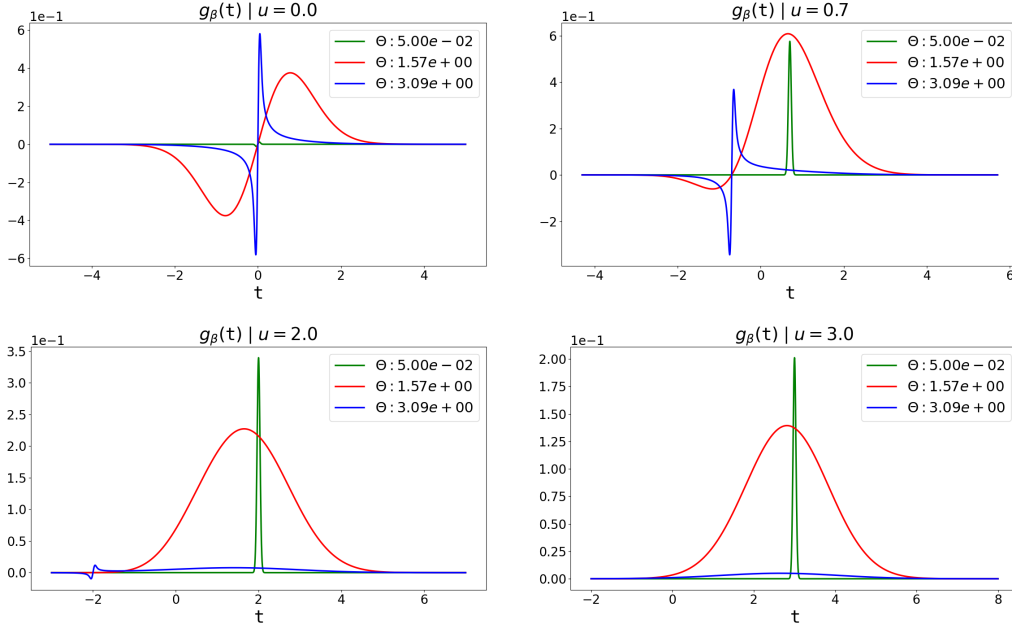 g_β(t) | u = 0.0
1e−1
Θ : 5.00e − 02
Θ : 1.57e + 00
Θ : 3.09e + 00
6
4
2
0
−2
−4
−6
−4 −2 0 2 4
t
g_β(t) | u = 0.7
1e−1
Θ : 5.00e − 02
Θ : 1.57e + 00
Θ : 3.09e + 00
6
4
2
0
−2
−4 −2 0 2 4 6
t
g_β(t) | u = 2.0
1e−1
Θ : 5.00e − 02
Θ : 1.57e + 00
Θ : 3.09e + 00
3.5
3.0
2.5
2.0
1.5
1.0
0.5
0.0
−2 0 2 4 6
t
g_β(t) | u = 3.0
1e−1
Θ : 5.00e − 02
Θ : 1.57e + 00
Θ : 3.09e + 00
2.00
1.75
1.50
1.25
1.00
0.75
0.50
0.25
0.00
−2 0 2 4 6 8
t